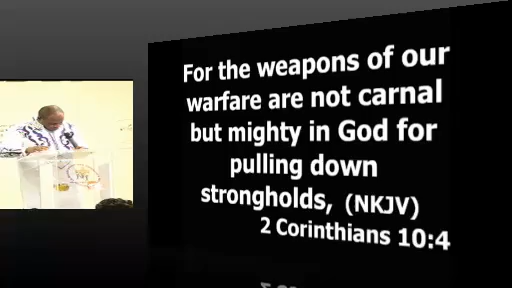 For the weapons of our
warfare are not carnal
but mighty in God for
pulling down
strongholds, (NKJV)
2 Corinthians 10:4